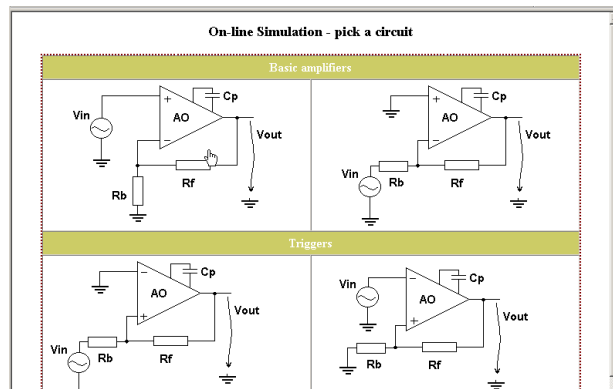 On-line Simulation - pick a circuit
Basic amplifiers
+
Cp
AO
Vin
-
Vout
Rb
Rf
+
Cp
AO
-
Vout
Vin
Rb
Rf
Triggers
-
Cp
AO
+
Vout
Vin
Rb
Rf
-
Cp
Vin
AO
+
Vout
Rb
Rf